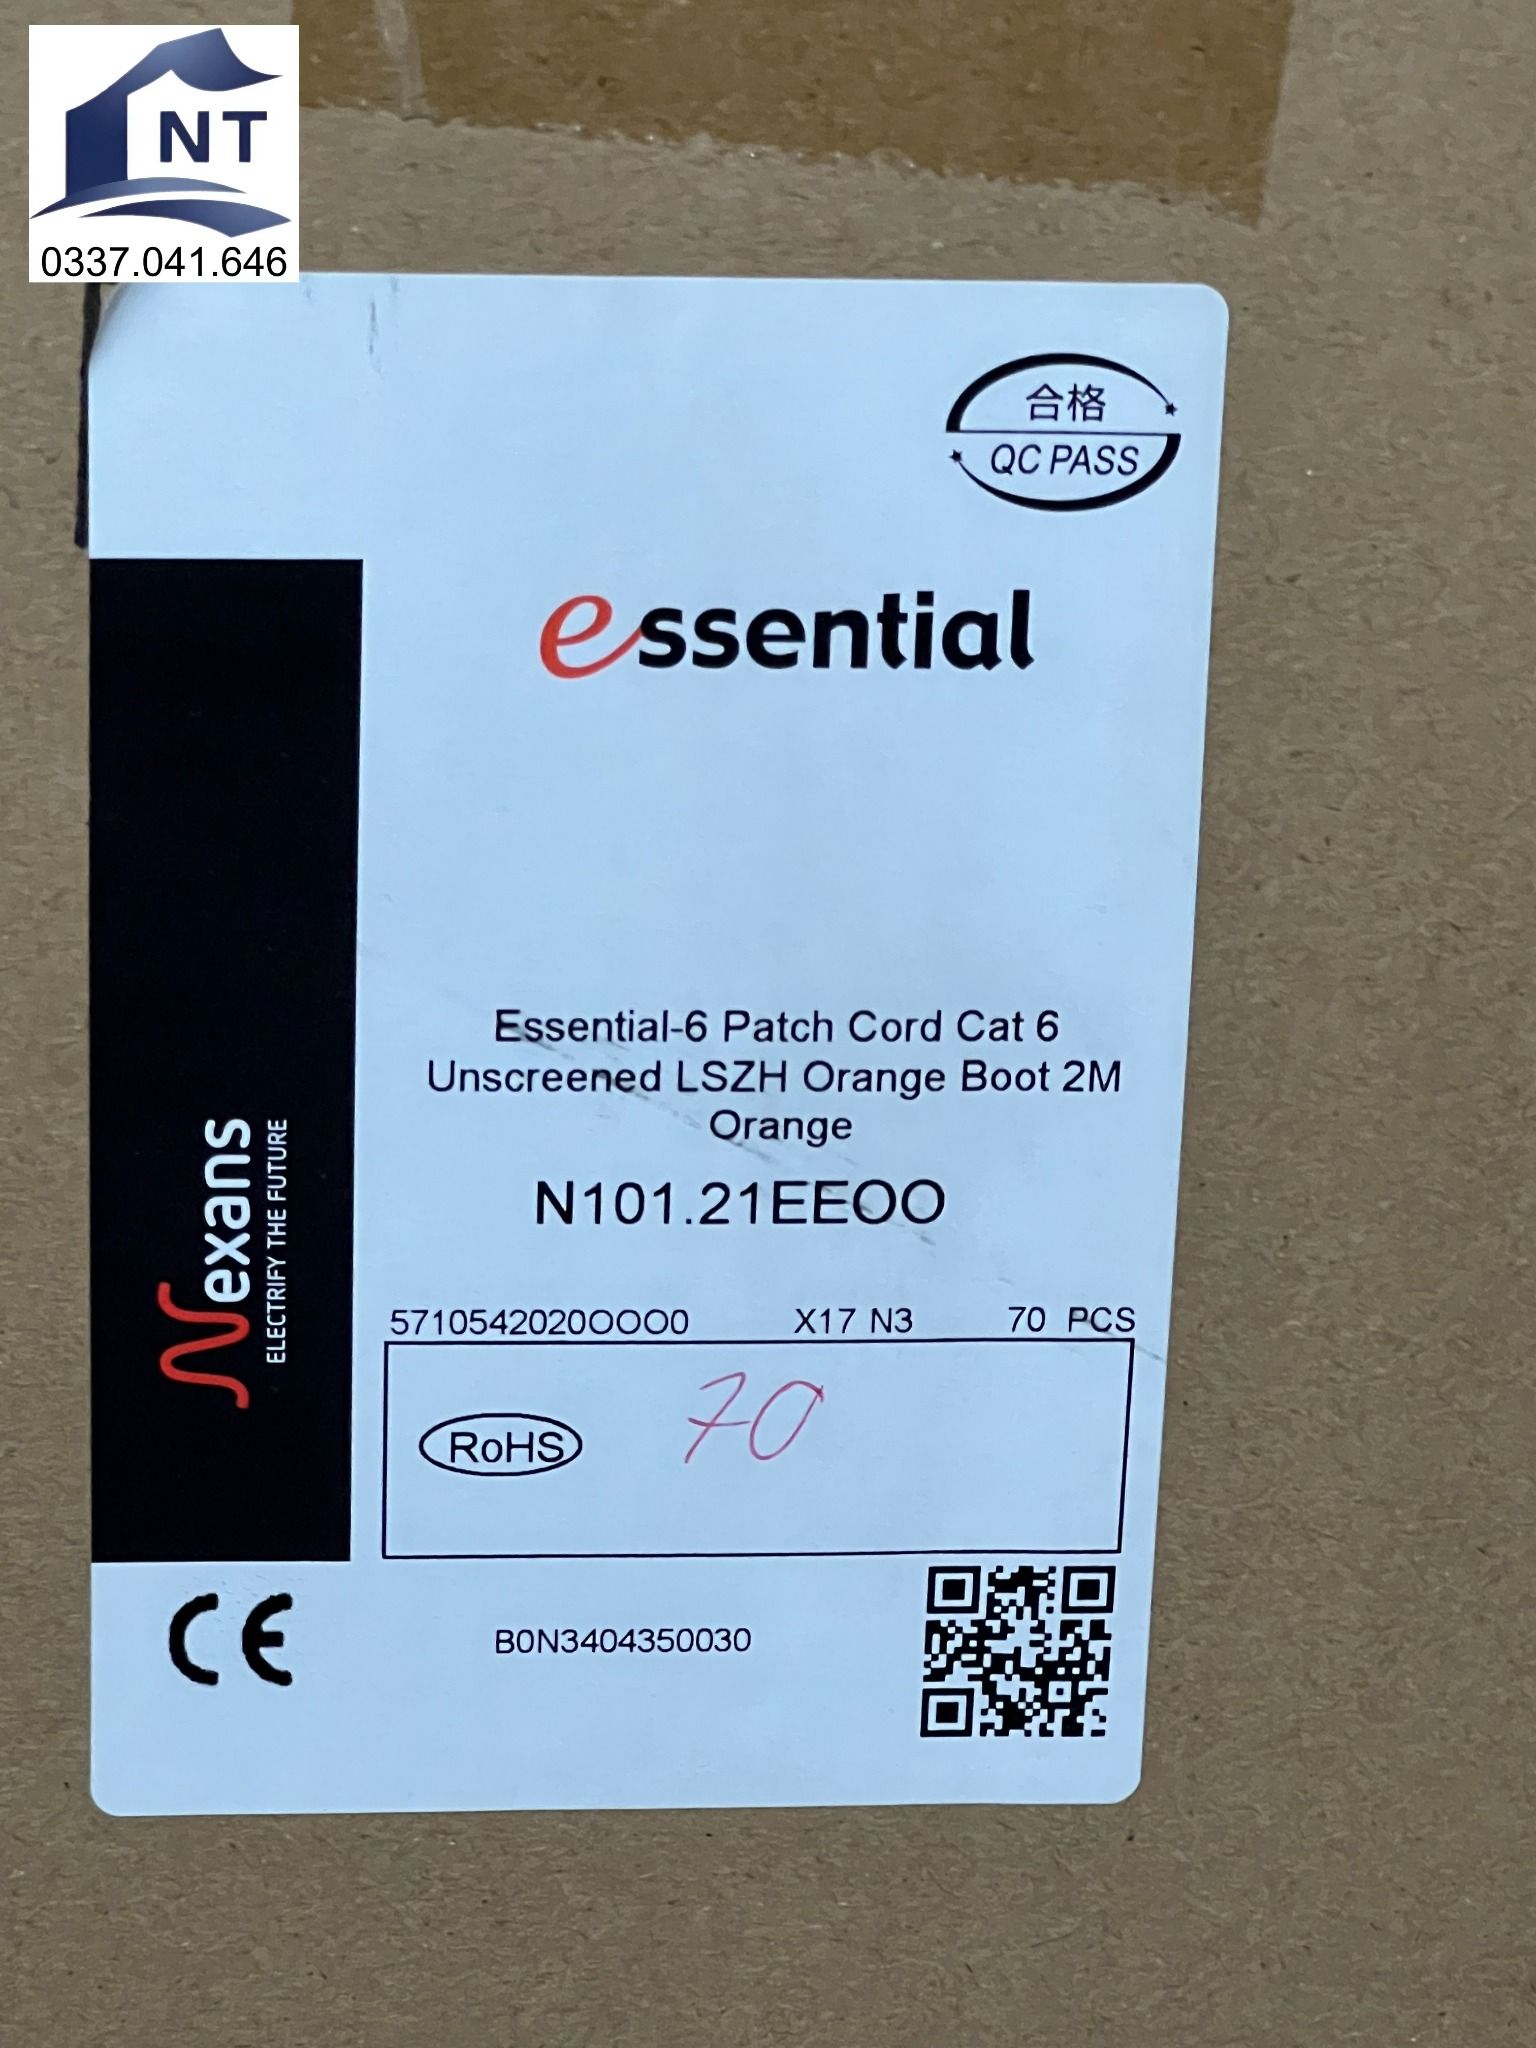 NT
0337.041.646
合格
QC PASS
essential
Essential-6 Patch Cord Cat 6
Unscreened LSZH Orange Boot 2M
Orange
N101.21EEOO
Nexans
ELECTRIFY THE FUTURE
5710542020OOO0 X17 N3 70 PCS
RoHS 70
CE
B0N3404350030